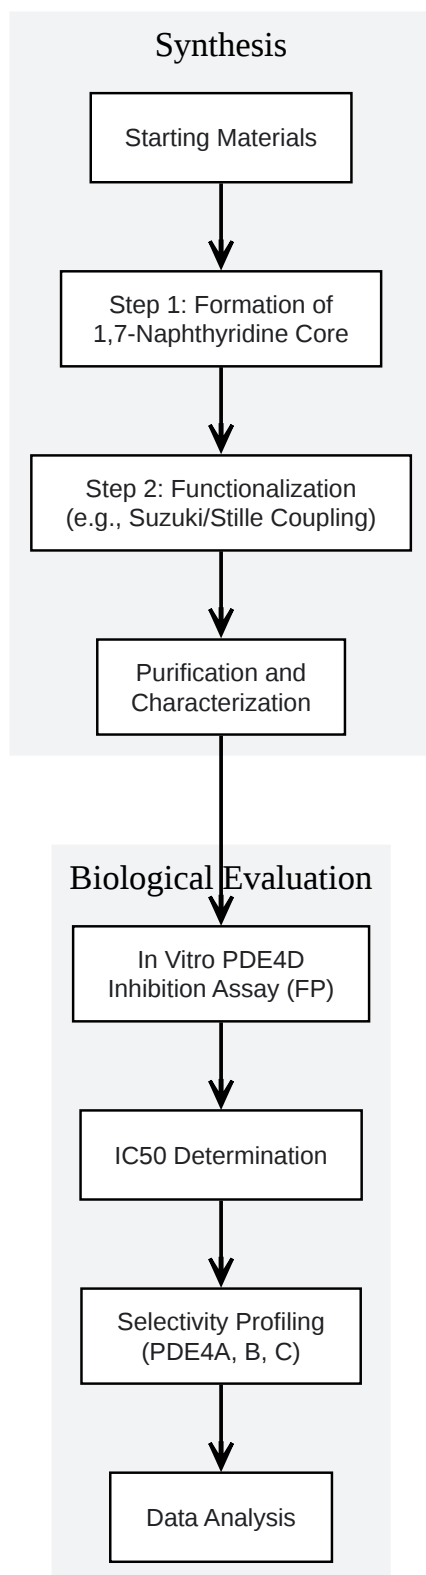 Synthesis
Starting Materials
Step 1: Formation of
1,7-Naphthyridine Core
Step 2: Functionalization
(e.g., Suzuki/Stille Coupling)
Purification and
Characterization
Biological Evaluation
In Vitro PDE4D
Inhibition Assay (FP)
IC50 Determination
Selectivity Profiling
(PDE4A, B, C)
Data Analysis